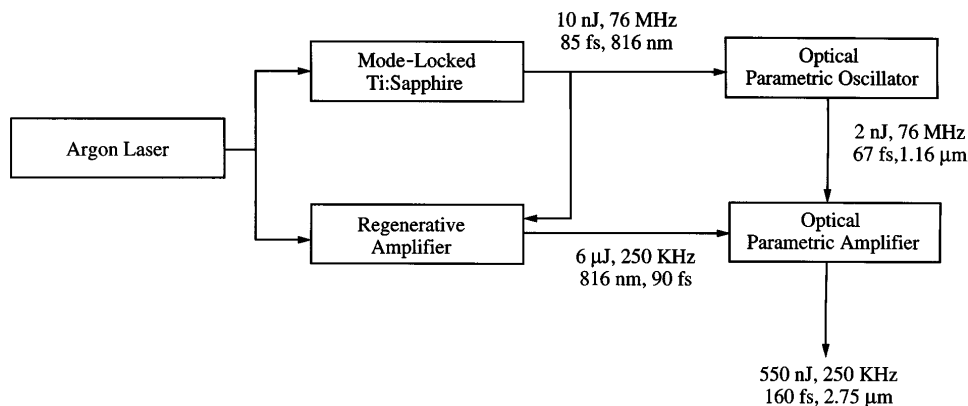 10 nJ, 76 MHz
85 fs, 816 nm
Mode-Locked
Ti:Sapphire
Optical
Parametric Oscillator
Argon Laser
2 nJ, 76 MHz
67 fs,1.16 μm
Regenerative
Amplifier
Optical
Parametric Amplifier
6 μJ, 250 KHz
816 nm, 90 fs
550 nJ, 250 KHz
160 fs, 2.75 μm